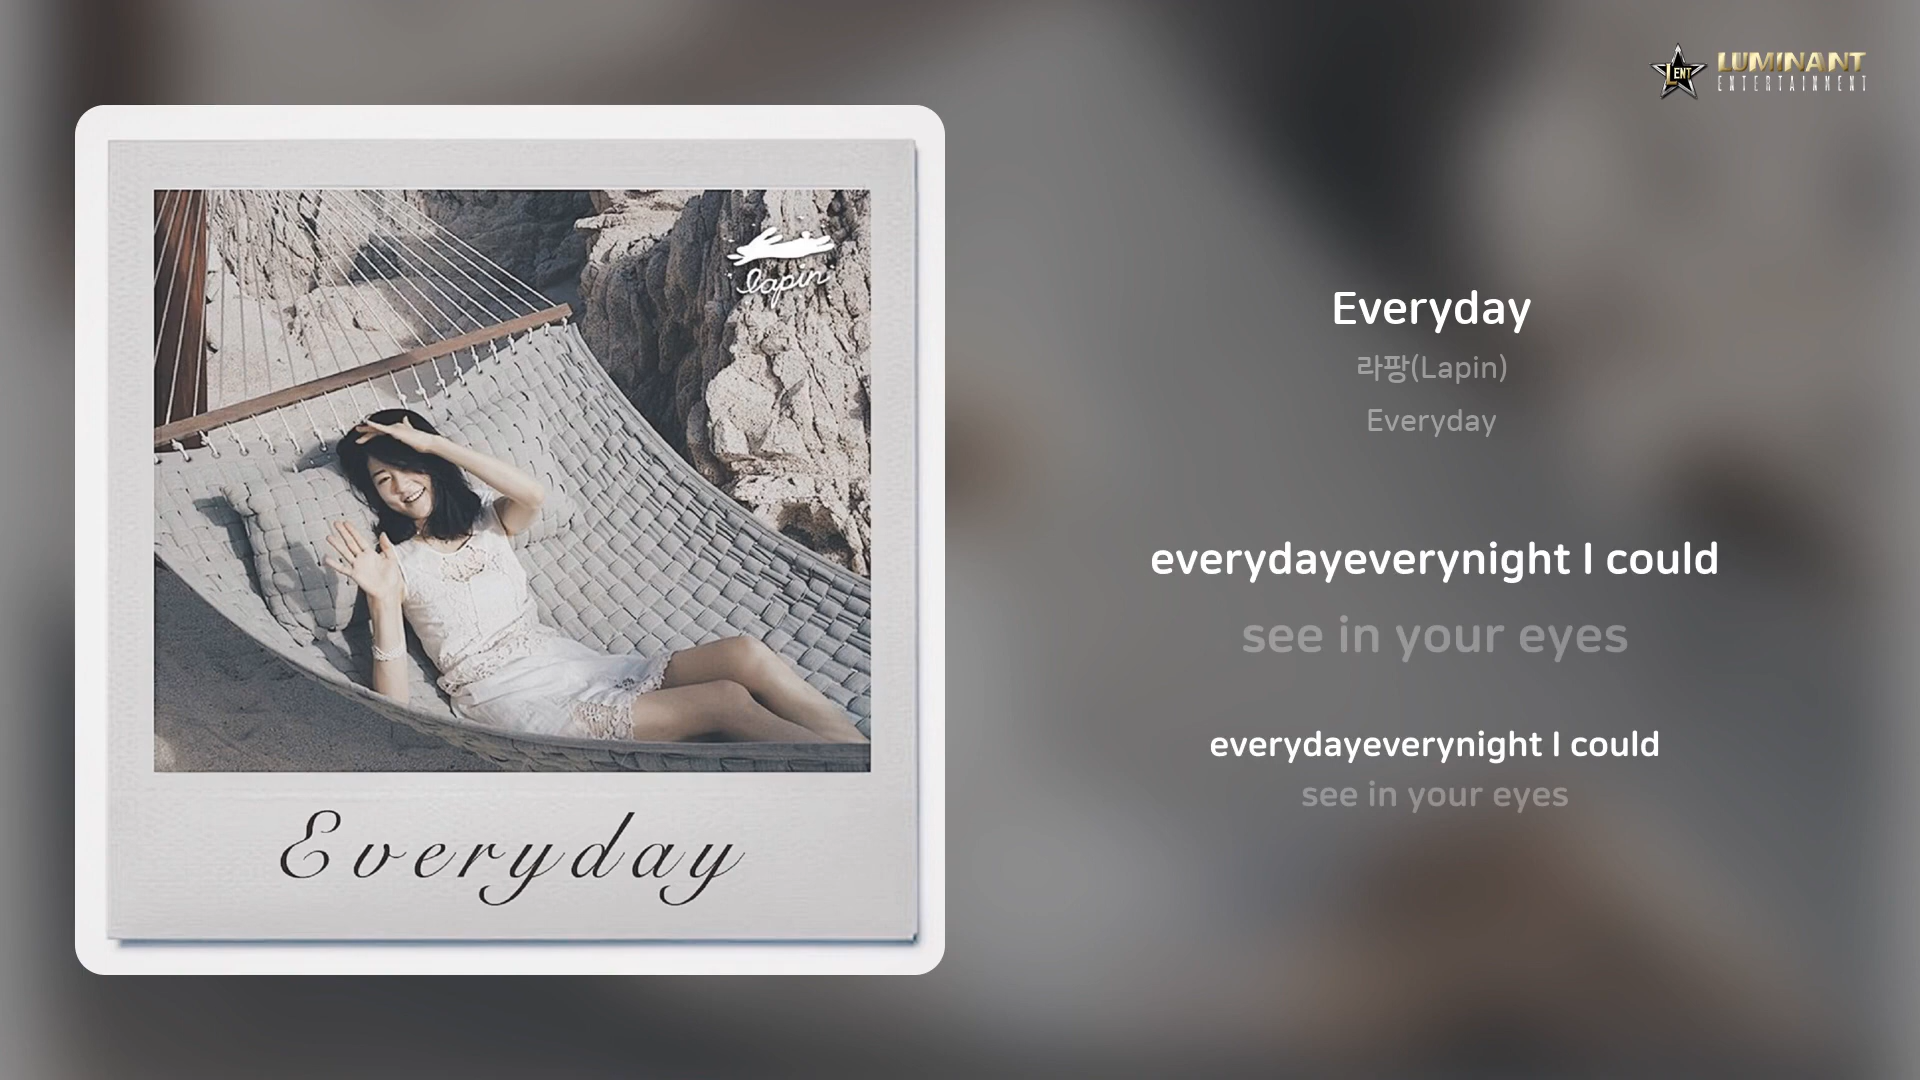 LENT
LUMINANT
ENTERTAINMENT
lapin
Everyday
Everyday
라팡(Lapin)
Everyday
everydayeverynight I could
see in your eyes
everydayeverynight I could
see in your eyes